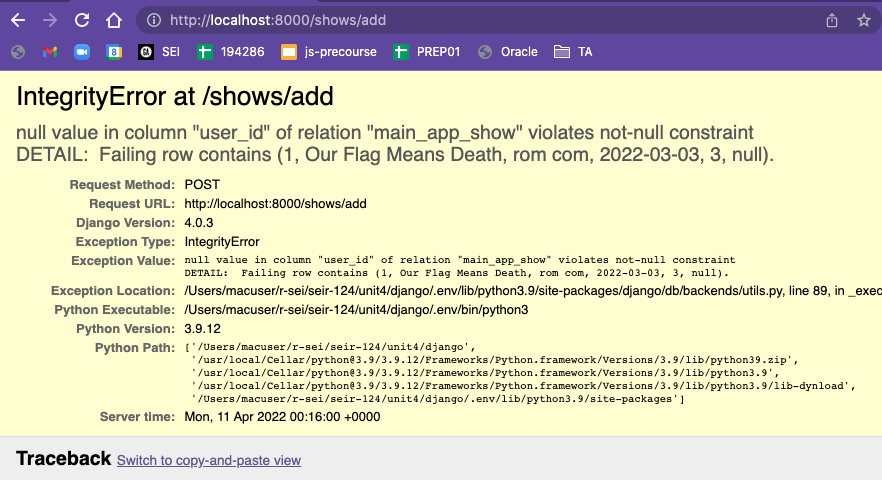 http://localhost:8000/shows/add
8
SEI
194286
js-precourse
PREP01
Oracle
TA
IntegrityError at /shows/add
null value in column "user_id" of relation "main_app_show" violates not-null constraint
DETAIL:  Failing row contains (1, Our Flag Means Death, rom com, 2022-03-03, 3, null).
Request Method: POST
Request URL: http://localhost:8000/shows/add
Django Version: 4.0.3
Exception Type: IntegrityError
Exception Value: null value in column "user_id" of relation "main_app_show" violates not-null constraint
DETAIL:  Failing row contains (1, Our Flag Means Death, rom com, 2022-03-03, 3, null).
Exception Location: /Users/macuser/r-sei/seir-124/unit4/django/.env/lib/python3.9/site-packages/django/db/backends/utils.py, line 89, in _exec
Python Executable: /Users/macuser/r-sei/seir-124/unit4/django/.env/bin/python3
Python Version: 3.9.12
Python Path: ['/Users/macuser/r-sei/seir-124/unit4/django',
'/usr/local/Cellar/python@3.9/3.9.12/Frameworks/Python.framework/Versions/3.9/lib/python39.zip',
'/usr/local/Cellar/python@3.9/3.9.12/Frameworks/Python.framework/Versions/3.9/lib/python3.9',
'/usr/local/Cellar/python@3.9/3.9.12/Frameworks/Python.framework/Versions/3.9/lib/python3.9/lib-dynload',
'/Users/macuser/r-sei/seir-124/unit4/django/.env/lib/python3.9/site-packages']
Server time: Mon, 11 Apr 2022 00:16:00 +0000
Traceback Switch to copy-and-paste view